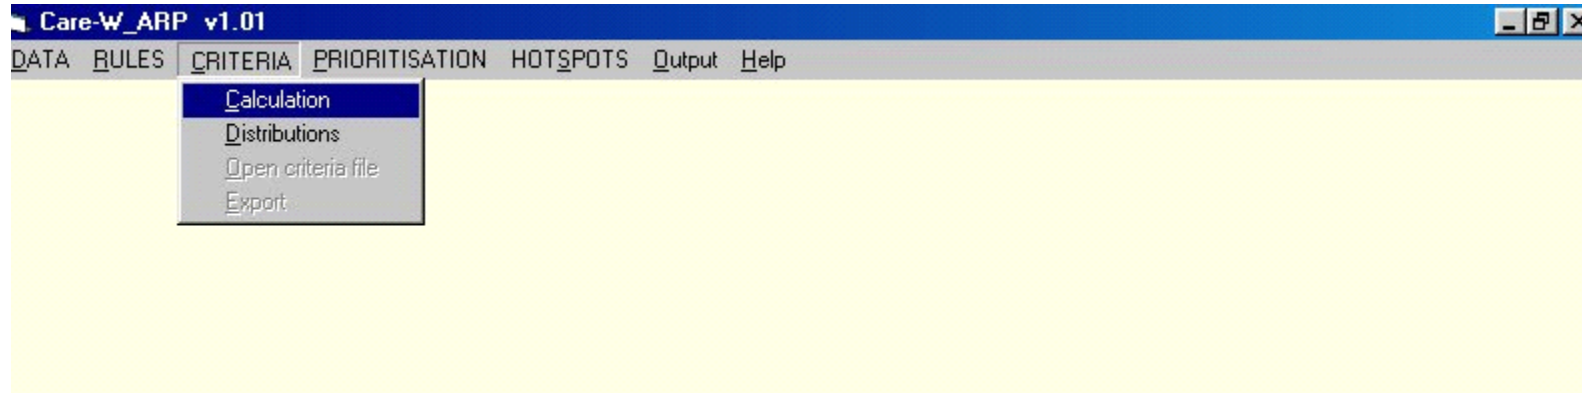 Care-W_ARP v1.01
DATA RULES CRITERIA PRIORITISATION HOTSPOTS Output Help
Calculation
Distributions
Open criteria file
Export